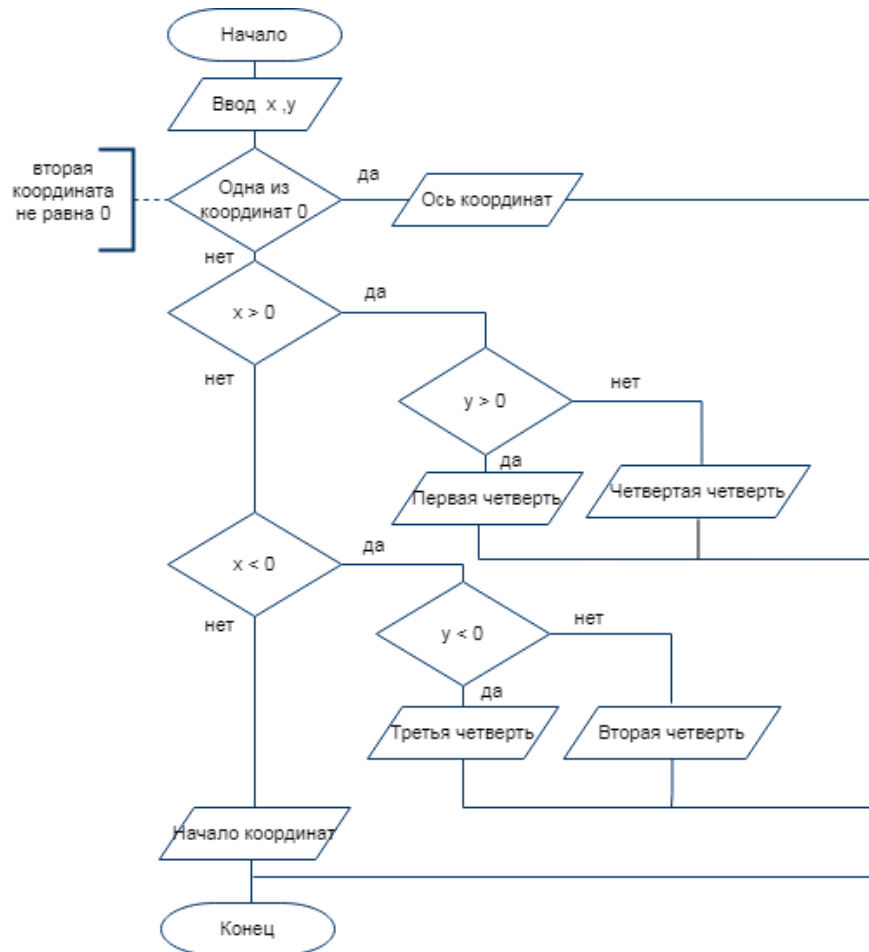 Начало
Ввод x ,y
вторая
координата
не равна 0
Одна из
координат 0
да
Ось координат
нет
x > 0
да
нет
y > 0
нет
да
Первая четверть
Четвертая четверть
x < 0
да
нет
y < 0
нет
да
Третья четверть
Вторая четверть
Начало координат
Конец